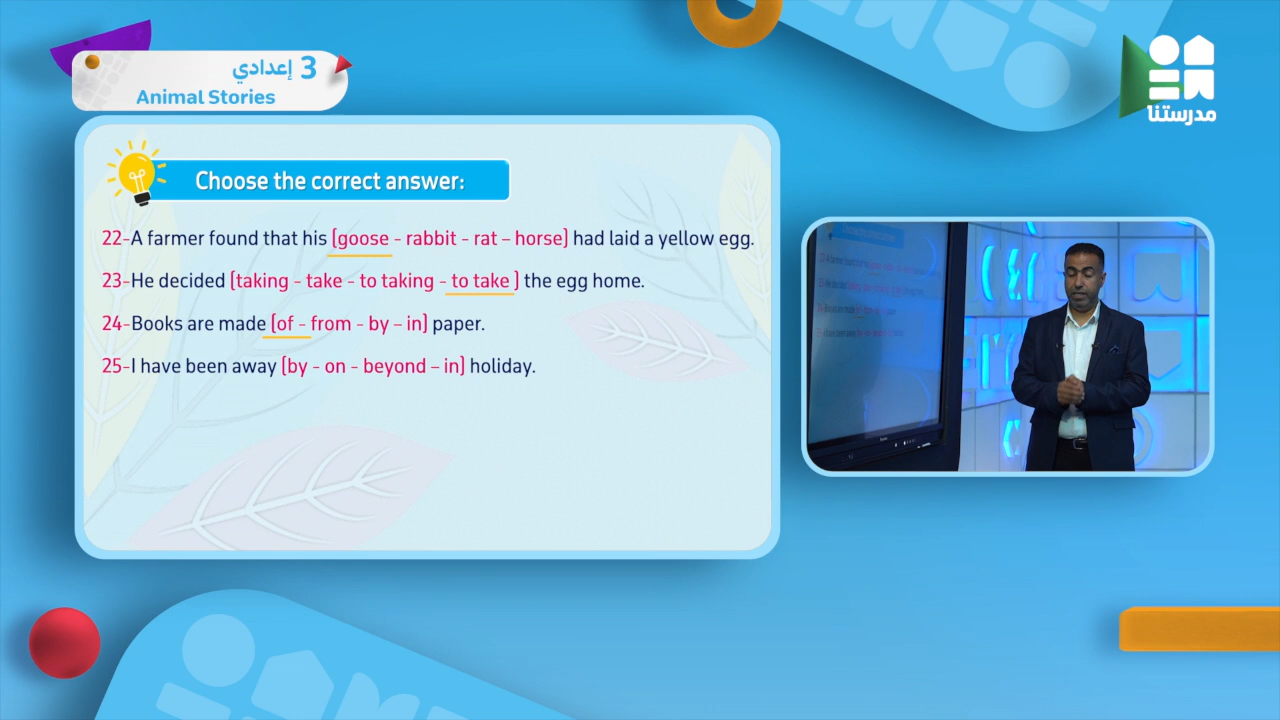 3 إعدادي
Animal Stories
مدرستنا
Choose the correct answer:
22-A farmer found that his (goose - rabbit - rat – horse) had laid a yellow egg.
23-He decided (taking - take - to taking - to take ) the egg home.
24-Books are made (of - from - by – in) paper.
25-I have been away (by - on - beyond – in) holiday.